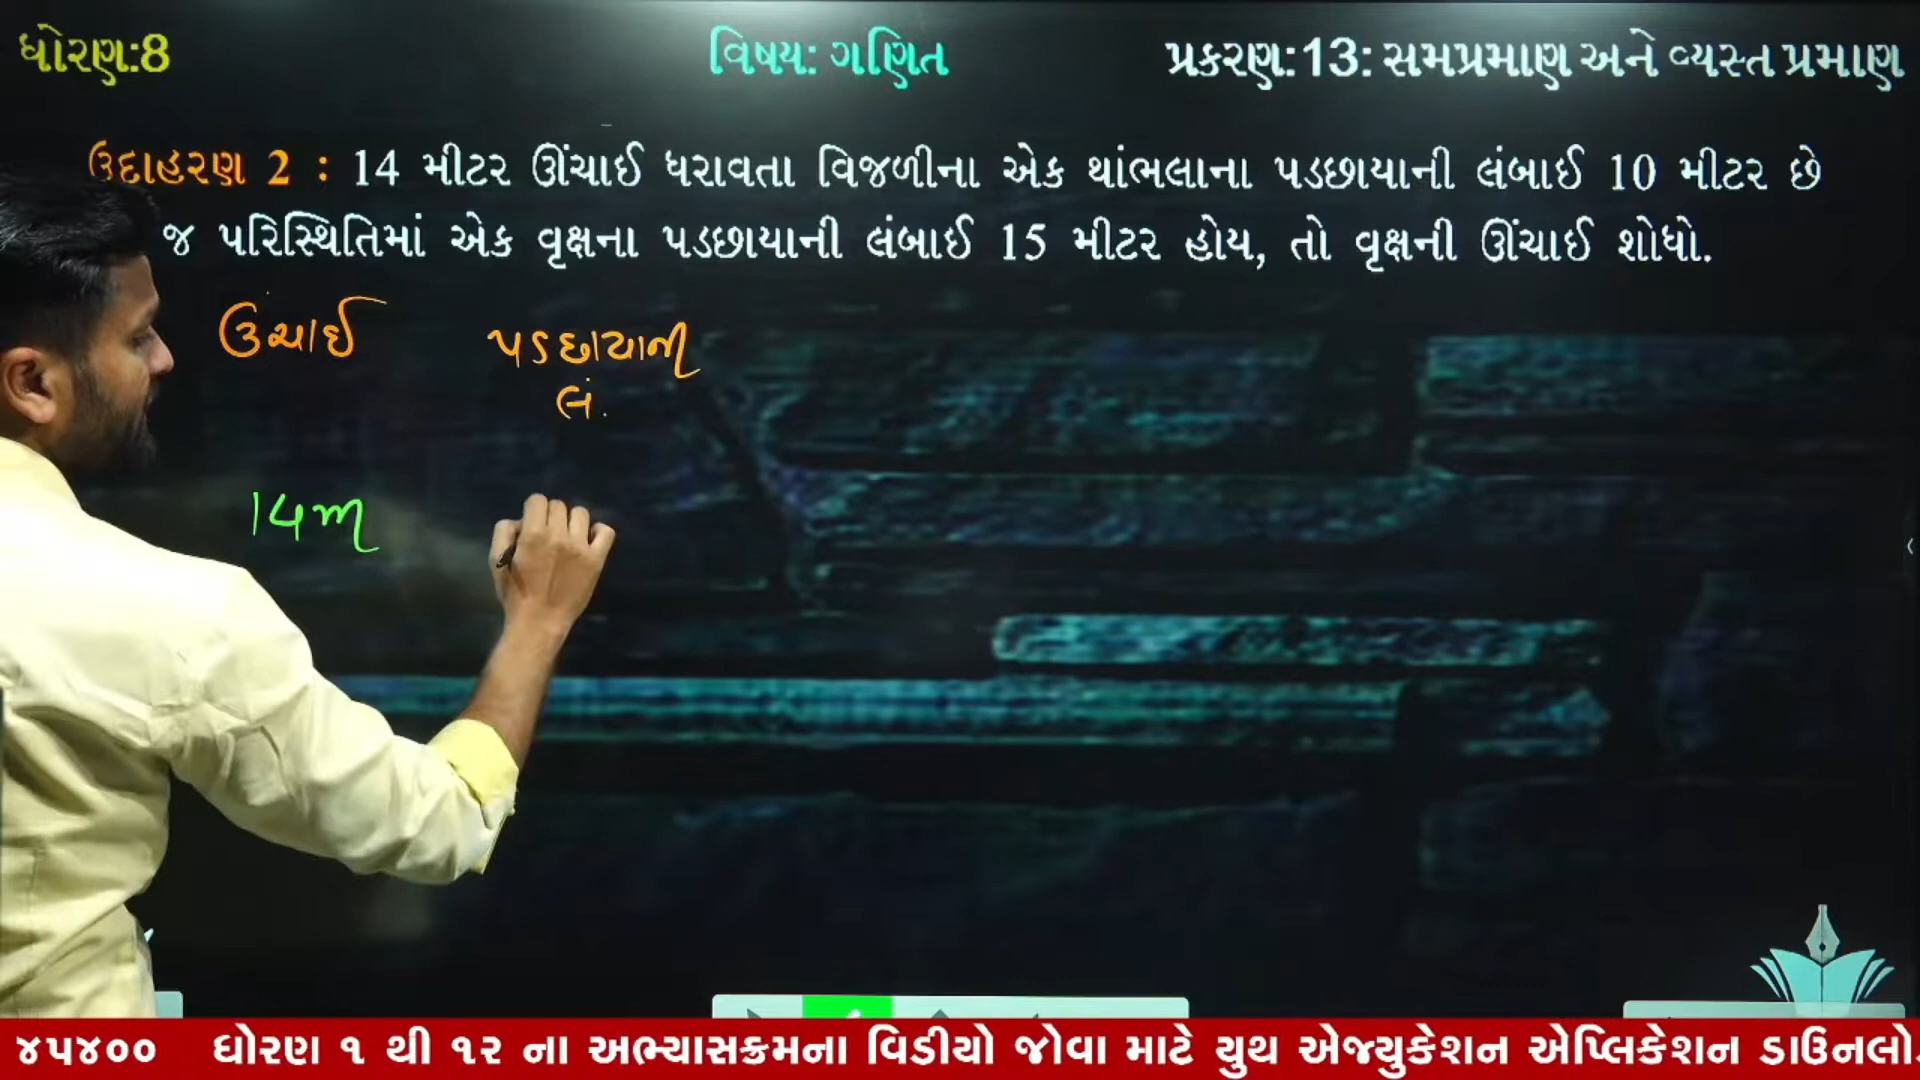 ધોરણ:8
વિષય: ગણિત
પ્રકરણ:13: સમપ્રમાણ અને વ્યસ્ત પ્રમાણ
ઉદાહરણ 2 : 14 મીટર ઊંચાઈ ધરાવતા વિજળીના એક થાંભલાના પડછાયાની લંબાઈ 10 મીટર છે
જ પરિસ્થિતિમાં એક વૃક્ષના પડછાયાની લંબાઈ 15 મીટર હોય, તો વૃક્ષની ઊંચાઈ શોધો.
ઉંચાઈ
પડછાયાની
લં.
14મી
૪૫૪૦૦ ધોરણ ૧ થી ૧૨ ના અભ્યાસક્રમના વિડીયો જોવા માટે યુથ એજ્યુકેશન એપ્લિકેશન ડાઉનલો